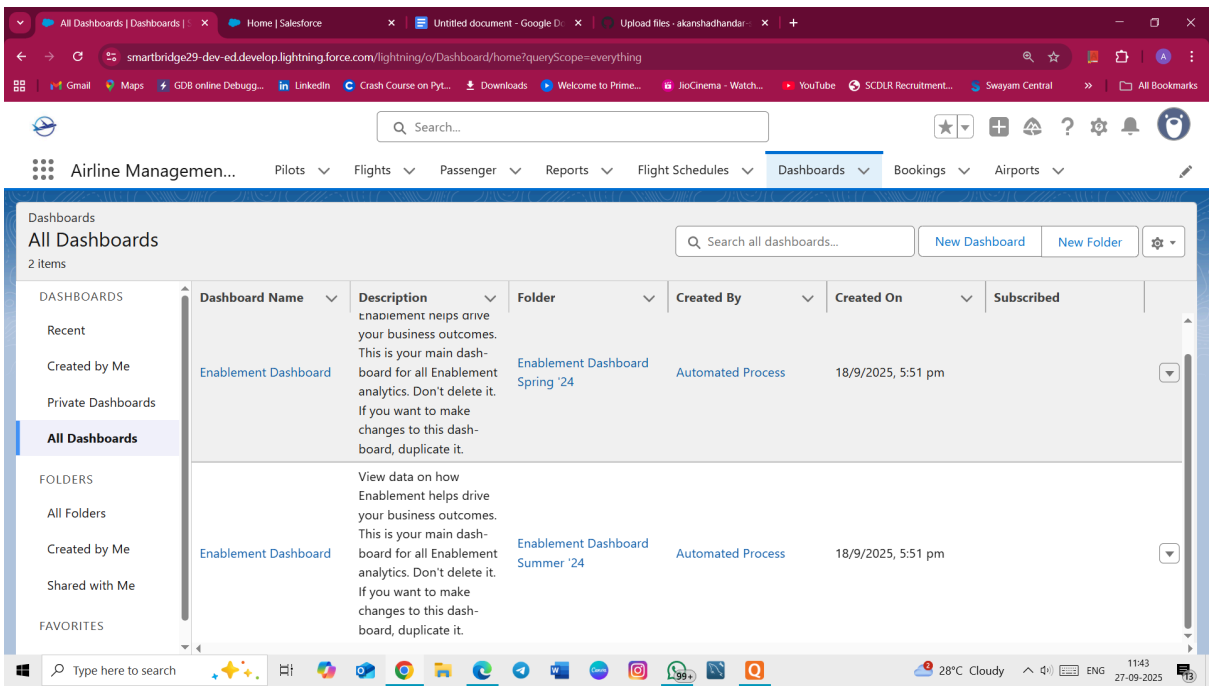 All Dashboards | Dashboards | S
Home | Salesforce
Untitled document - Google Do
Upload files · akanshadhandar-s
smartbridge29-dev-ed.develop.lightning.force.com/lightning/o/Dashboard/home?queryScope=everything
Gmail Maps GDB online Debugg... LinkedIn Crash Course on Pyt... Downloads Welcome to Prime... JioCinema - Watch... YouTube SCDLR Recruitment... Swayam Central » All Bookmarks
Search...
Airline Managemen... Pilots Flights Passenger Reports Flight Schedules Dashboards Bookings Airports
Dashboards
All Dashboards
2 items
Search all dashboards...
New Dashboard
New Folder
DASHBOARDS
Recent
Created by Me
Private Dashboards
All Dashboards
FOLDERS
All Folders
Created by Me
Shared with Me
FAVORITES
Dashboard Name Description Folder Created By Created On Subscribed
Enablement Dashboard
Enablement helps drive
your business outcomes.
This is your main dash-
board for all Enablement
analytics. Don't delete it.
If you want to make
changes to this dash-
board, duplicate it.
Enablement Dashboard
Spring '24
Automated Process
18/9/2025, 5:51 pm
Enablement Dashboard
View data on how
Enablement helps drive
your business outcomes.
This is your main dash-
board for all Enablement
analytics. Don't delete it.
If you want to make
changes to this dash-
board, duplicate it.
Enablement Dashboard
Summer '24
Automated Process
18/9/2025, 5:51 pm
Type here to search
99+
28°C Cloudy
ENG
11:43
27-09-2025
13